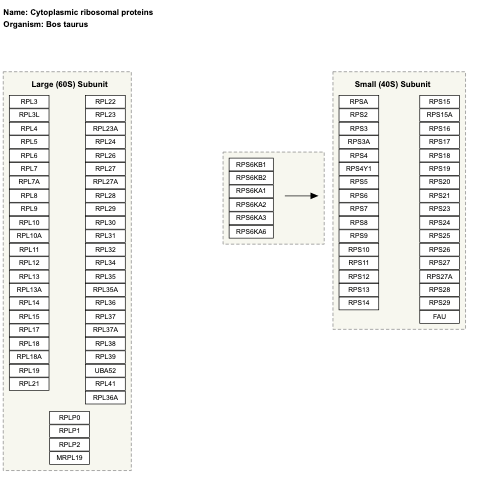 Name: Cytoplasmic ribosomal proteins
Organism: Bos taurus
Large (60S) Subunit
RPL3
RPL3L
RPL4
RPL5
RPL6
RPL7
RPL7A
RPL8
RPL9
RPL10
RPL10A
RPL11
RPL12
RPL13
RPL13A
RPL14
RPL15
RPL17
RPL18
RPL18A
RPL19
RPL21
RPL22
RPL23
RPL23A
RPL24
RPL26
RPL27
RPL27A
RPL28
RPL29
RPL30
RPL31
RPL32
RPL34
RPL35
RPL35A
RPL36
RPL37
RPL37A
RPL38
RPL39
UBA52
RPL41
RPL36A
RPLP0
RPLP1
RPLP2
MRPL19
RPS6KB1
RPS6KB2
RPS6KA1
RPS6KA2
RPS6KA3
RPS6KA6
Small (40S) Subunit
RPSA
RPS2
RPS3
RPS3A
RPS4
RPS4Y1
RPS5
RPS6
RPS7
RPS8
RPS9
RPS10
RPS11
RPS12
RPS13
RPS14
RPS15
RPS15A
RPS16
RPS17
RPS18
RPS19
RPS20
RPS21
RPS23
RPS24
RPS25
RPS26
RPS27
RPS27A
RPS28
RPS29
FAU